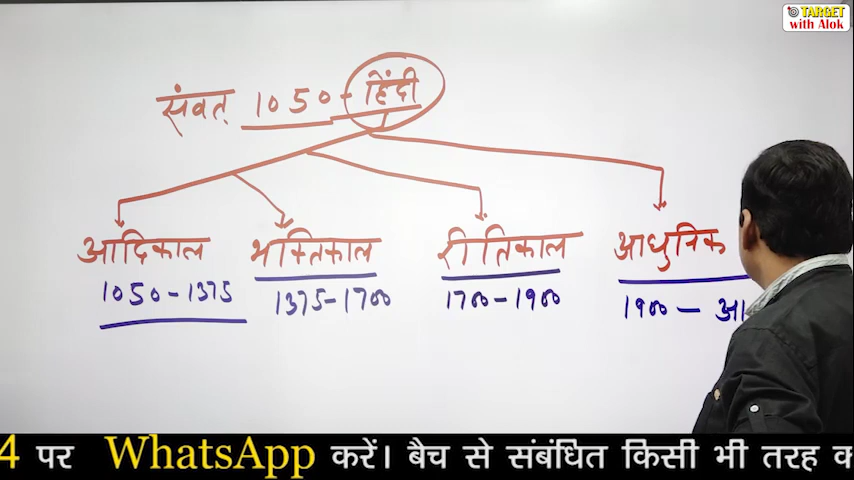 TARGET
with Alok
संवत् 1050 - हिंदी
आदिकाल भक्तिकाल रीतिकाल आधुनिक
1050-1375 1375-1700 1700-1900 1900 - आ
4 पर WhatsApp करें। बैच से संबंधित किसी भी तरह क